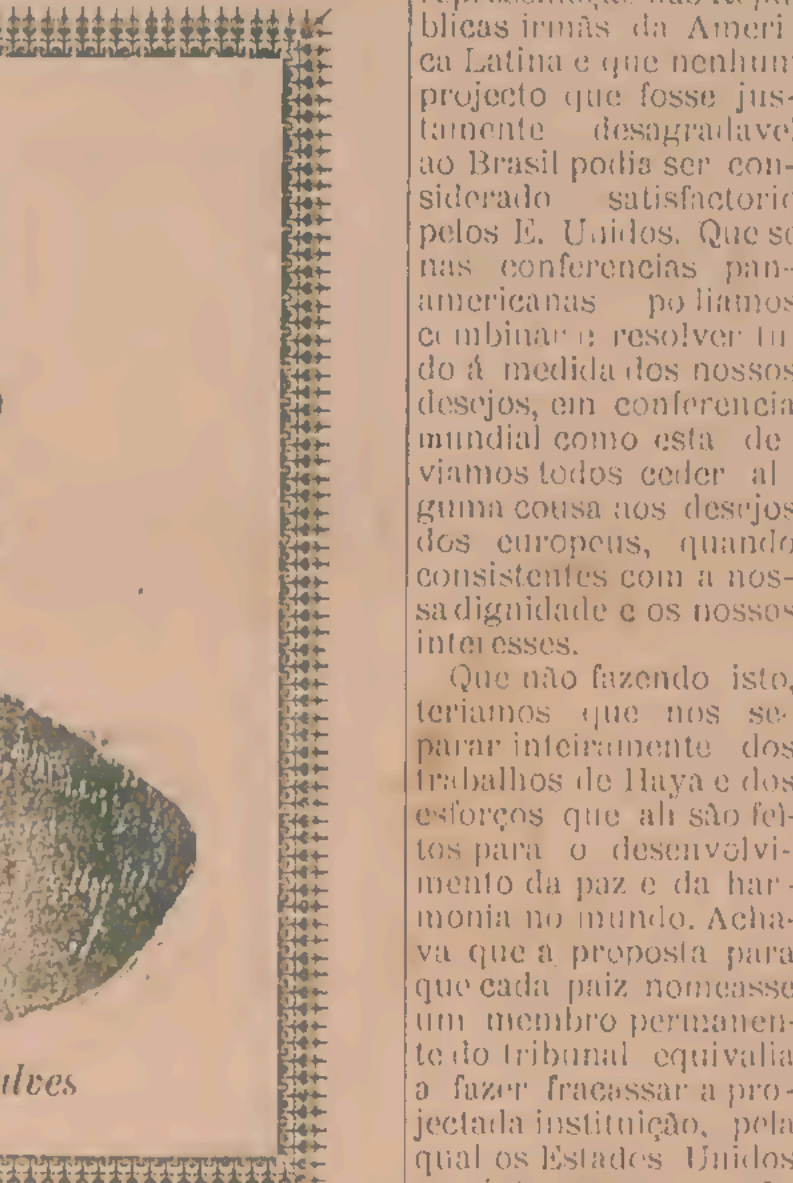 blicas irmãs da Ameri
ca Latina e que nenhum
projecto que fosse jus-
tamente desagradavel
ao Brasil podia ser con-
siderado satisfactorio
pelos E. Unidos. Que se
nas conferencias pan-
americanas podiamos
combinar e resolver tu
do á medida dos nossos
desejos, em conferencia
mundial como esta de
viamos todos ceder al
guma cousa aos desejos
dos europeus, quando
consistentes com a nos-
sa dignidade e os nossos
interesses.
Que não fazendo isto,
teriamos que nos se-
parar inteiramente dos
trabalhos de Haya e dos
esforços que ali são fei-
tos para o desenvolvi-
mento da paz e da har-
monia no mundo. Acha-
va que a proposta para
que cada paiz nomeasse
um membro permanen-
te do tribunal equivalia
a fazer fracassar a pro-
jectada instituição, pela
qual os Estados Unidos
alves